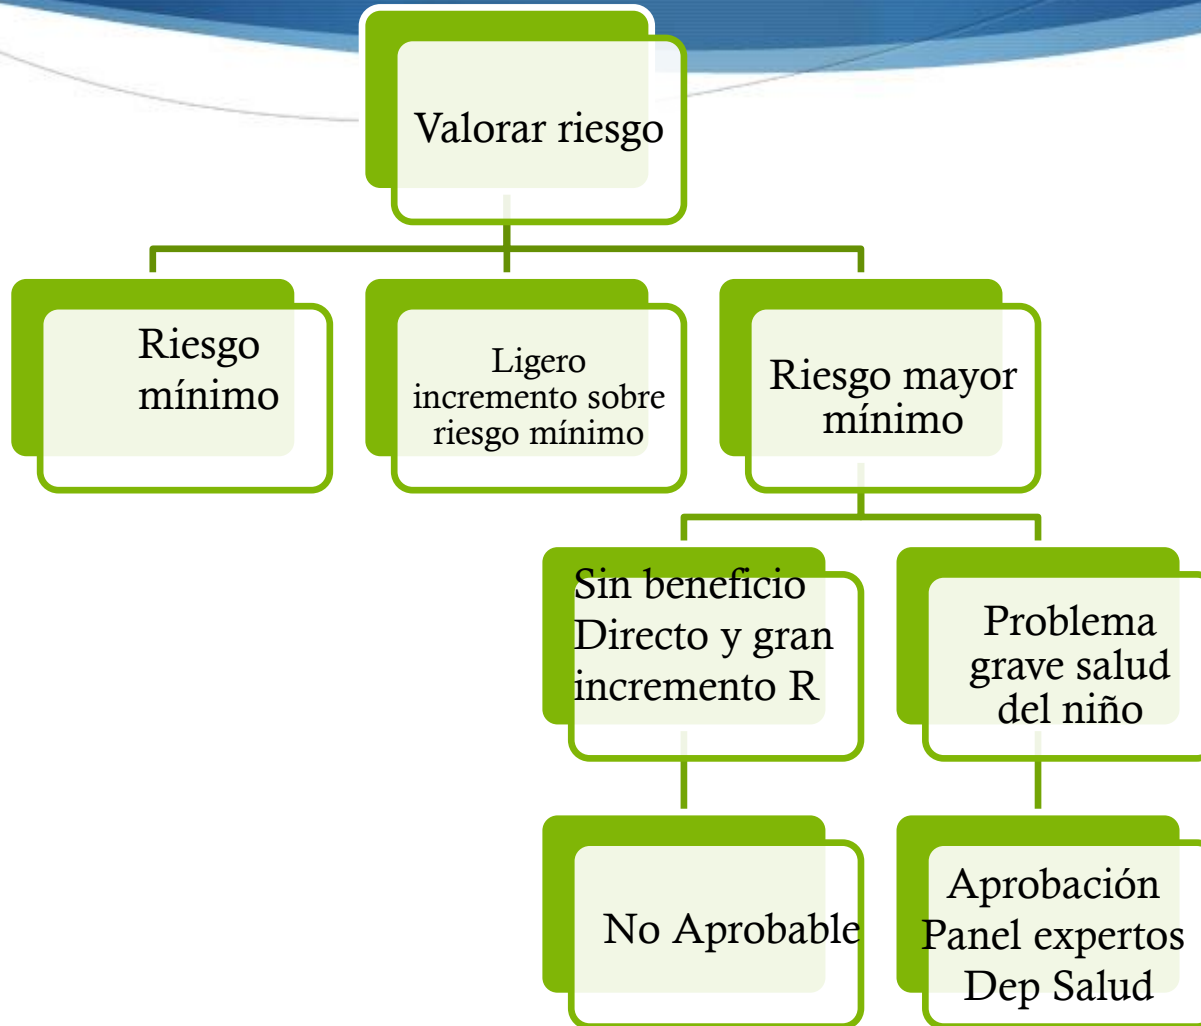 Valorar riesgo
Riesgo
mínimo
Ligero
incremento sobre
riesgo mínimo
Riesgo mayor
mínimo
Sin beneficio
Directo y gran
incremento R
Problema
grave salud
del niño
No Aprobable
Aprobación
Panel expertos
Dep Salud